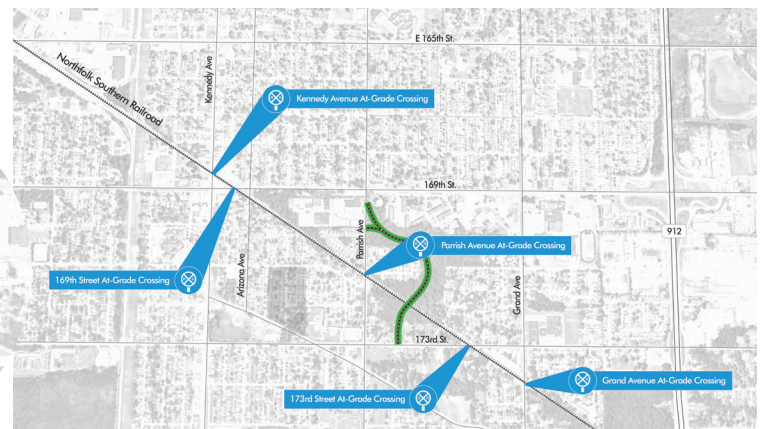 E 165th St.
Northfolk Southern Railroad
Kennedy Ave
Kennedy Avenue At-Grade Crossing
169th St.
912
Parrish Ave
Parrish Avenue At-Grade Crossing
169th Street At-Grade Crossing
Arizona Ave
Grand Ave
173rd St.
Grand Avenue At-Grade Crossing
173rd Street At-Grade Crossing